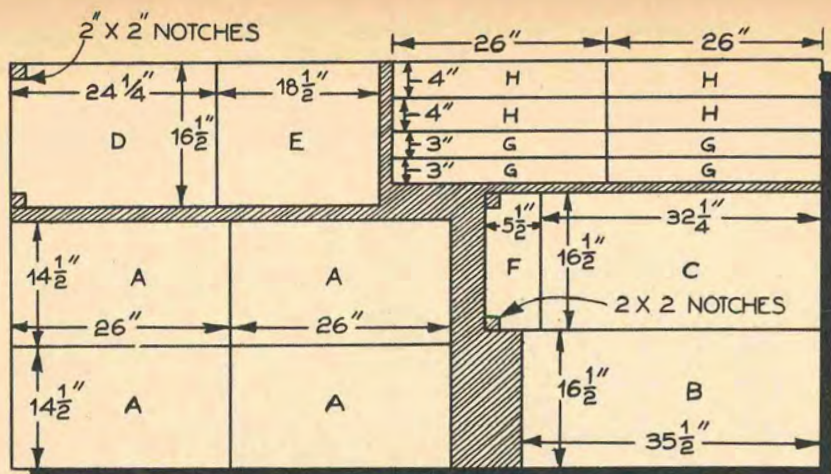 2" X 2" NOTCHES
26" 26"
24 1/4" 18 1/2" 4" H H
D 16 1/2" E 4" H H
3" G G
3" G G
5 1/2" 32 1/4"
14 1/2" A A F 16 1/2" C
26" 26" 2 X 2 NOTCHES
14 1/2" A A 16 1/2" B
35 1/2"